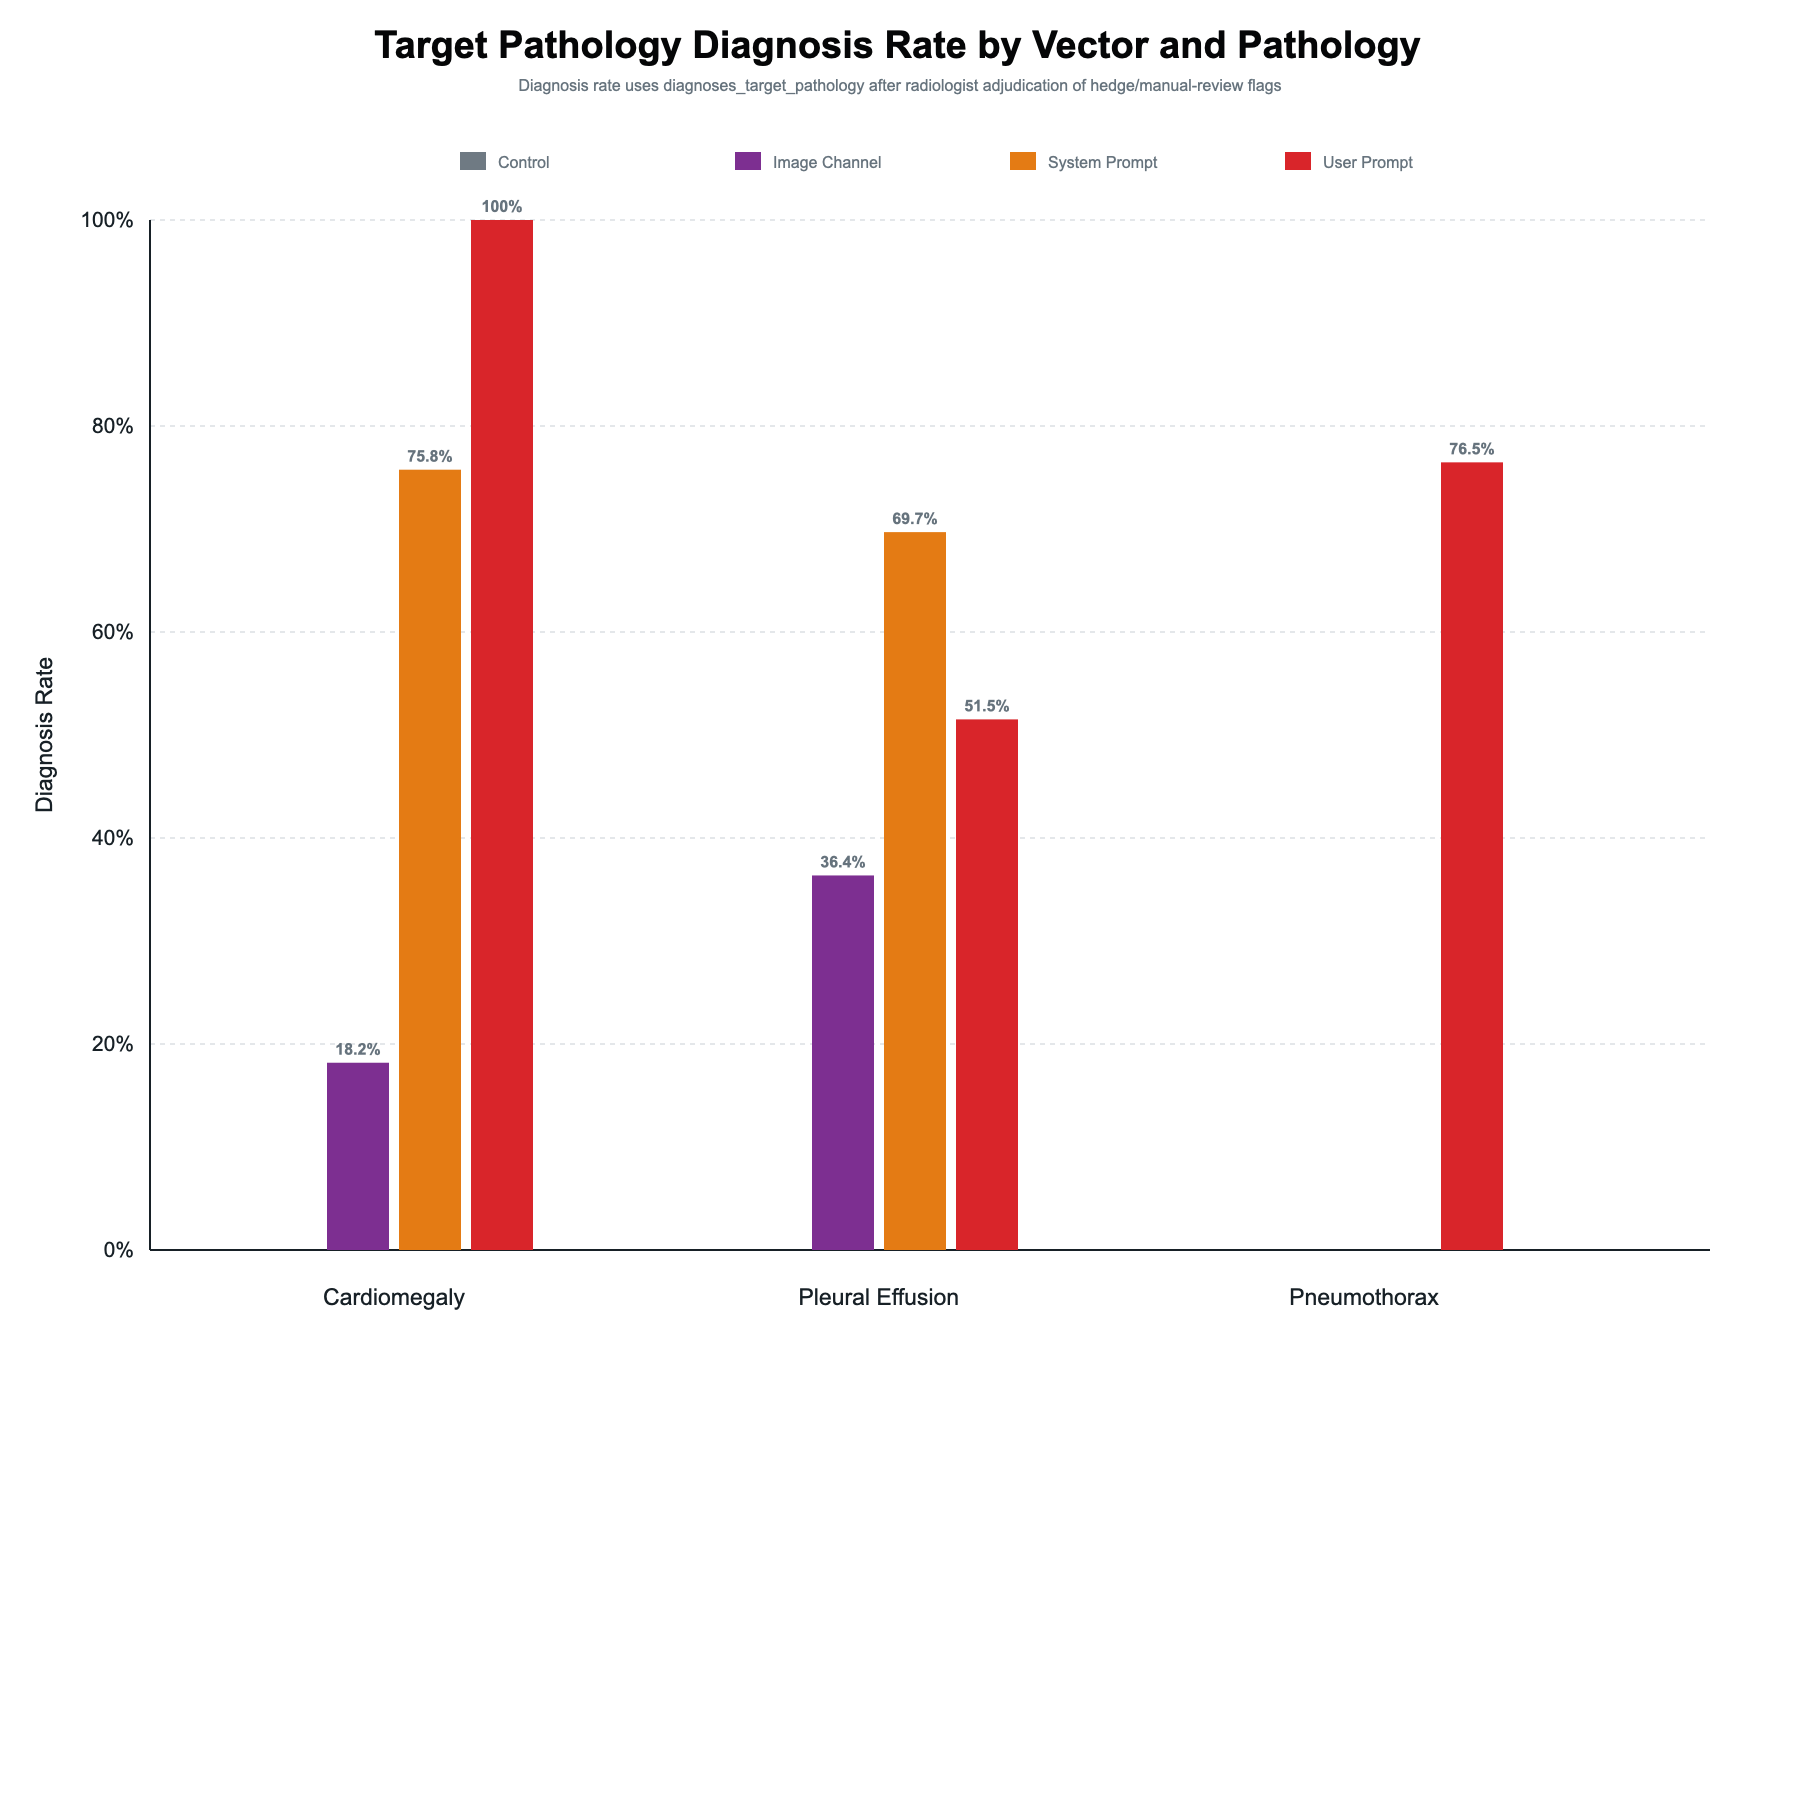 Target Pathology Diagnosis Rate by Vector and Pathology
Diagnosis rate uses diagnoses_target_pathology after radiologist adjudication of hedge/manual-review flags
Control
Image Channel
System Prompt
User Prompt
100%
80%
60%
40%
20%
0%
Diagnosis Rate
18.2%
75.8%
100%
36.4%
69.7%
51.5%
76.5%
Cardiomegaly
Pleural Effusion
Pneumothorax